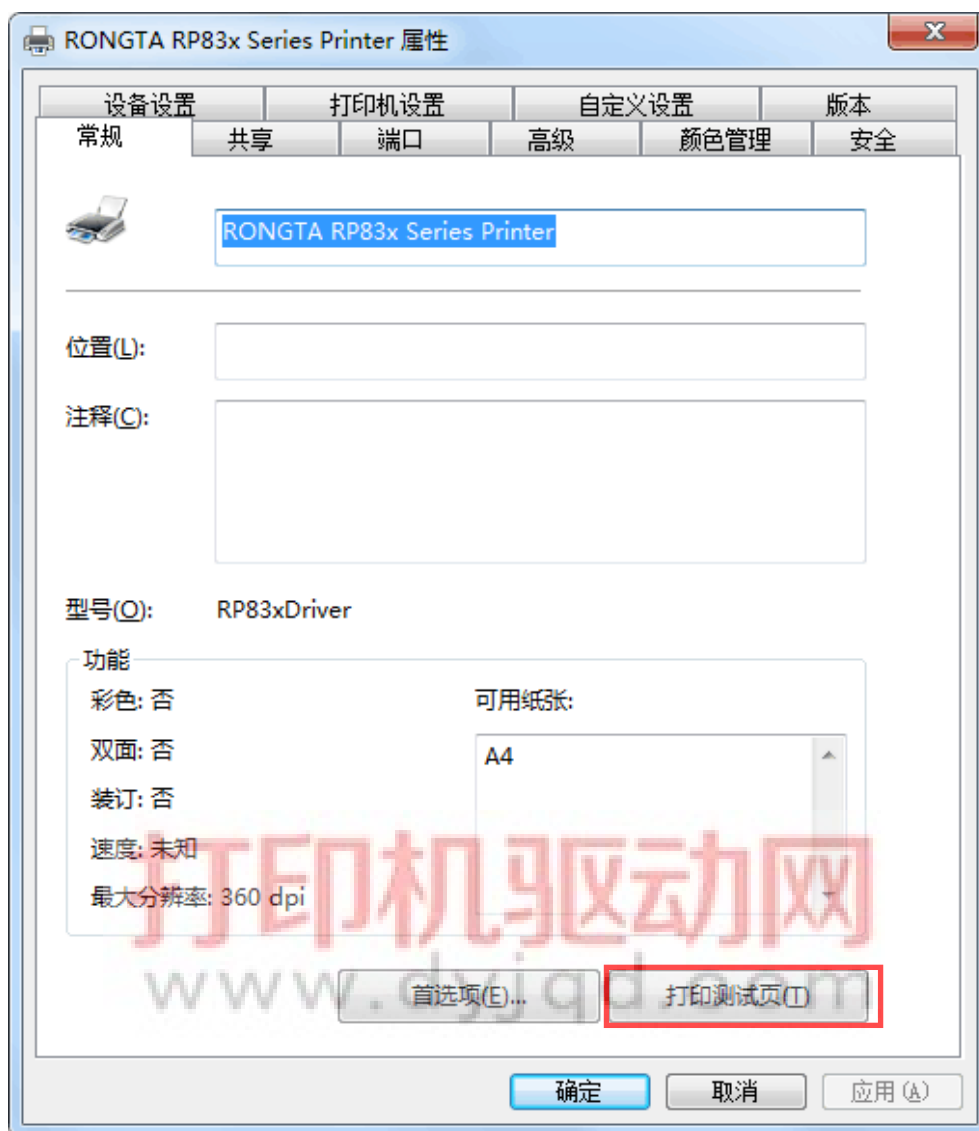 RONGTA RP83x Series Printer 属性
设备设置 打印机设置 自定义设置 版本
常规 共享 端口 高级 颜色管理 安全
RONGTA RP83x Series Printer
位置(L):
注释(C):
型号(O): RP83xDriver
功能
彩色: 否 可用纸张:
双面: 否 A4
装订: 否
速度: 未知
最大分辨率: 360 dpi
打印机驱动网
www.dyjqd.com
首选项(E)... 打印测试页(T)
确定 取消 应用(A)